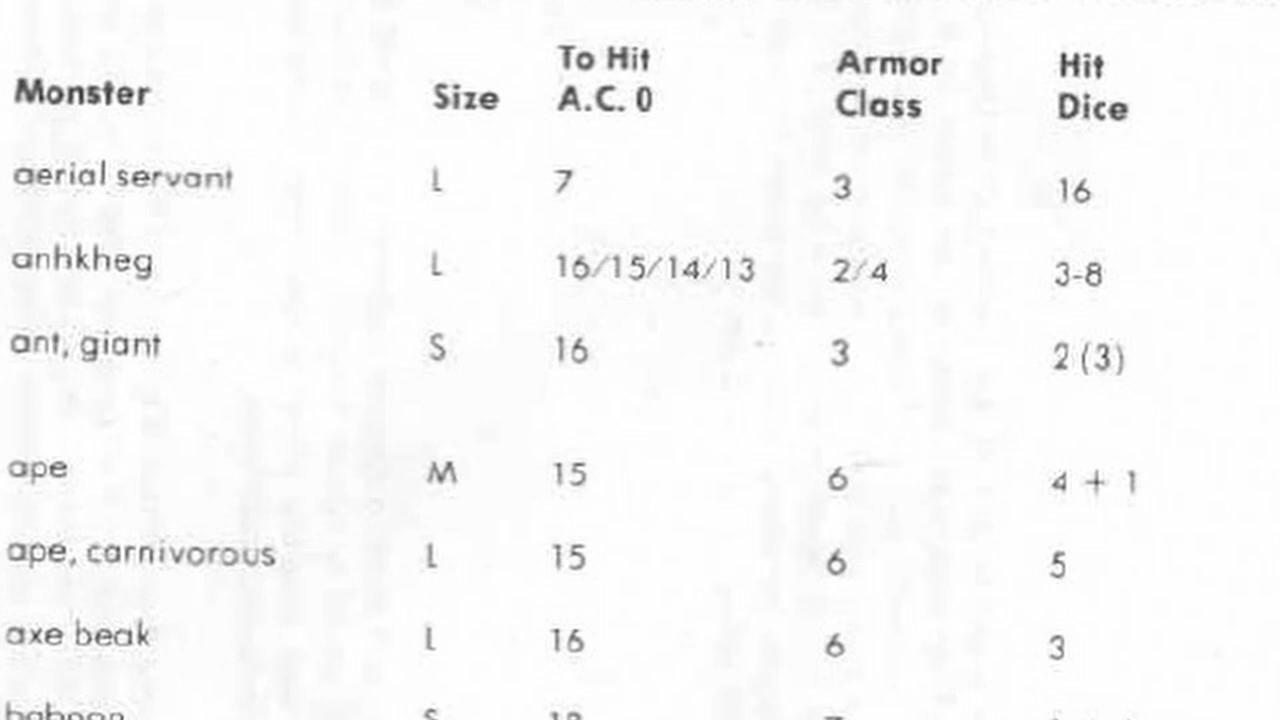 Monster Size To Hit A.C. 0 Armor Class Hit Dice
aerial servant L 7 3 16
anhkheg L 16/15/14/13 2/4 3-8
ant, giant S 16 3 2 (3)
ape M 15 6 4 + 1
ape, carnivorous L 15 6 5
axe beak L 16 6 3
baboon S